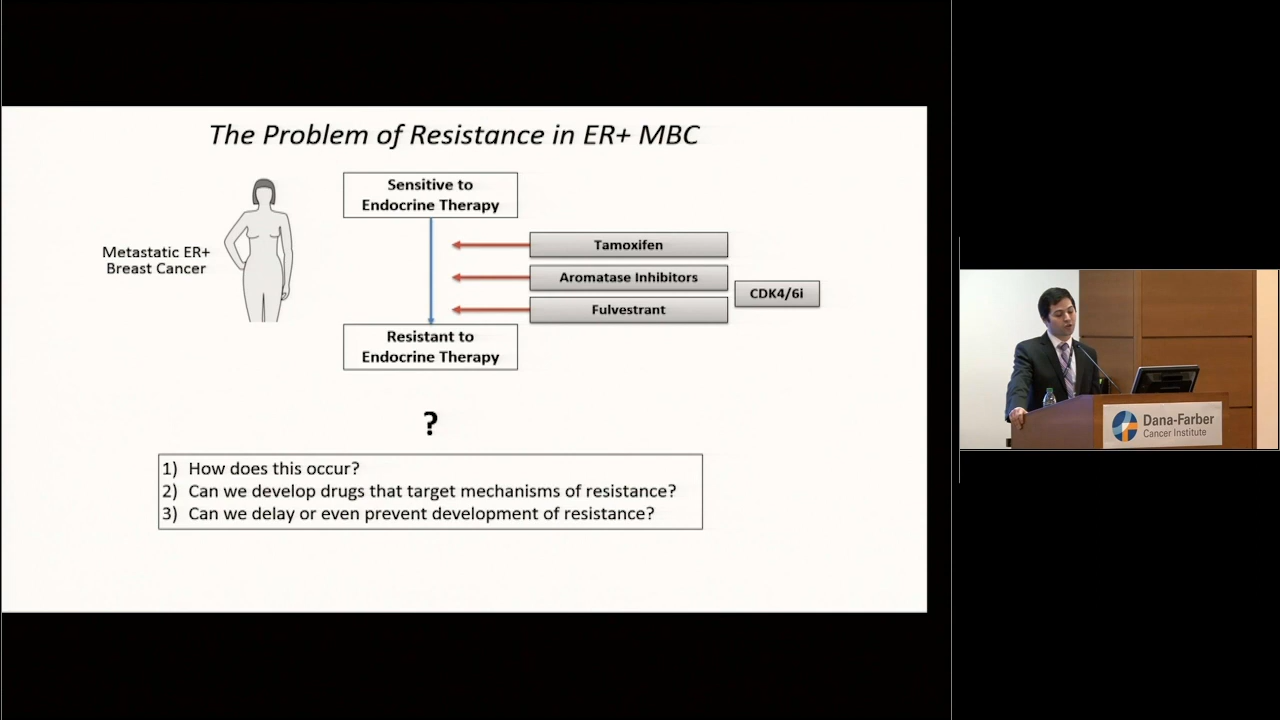 The Problem of Resistance in ER+ MBC
Sensitive to
Endocrine Therapy
Metastatic ER+
Breast Cancer
Tamoxifen
Aromatase Inhibitors
CDK4/6i
Fulvestrant
Resistant to
Endocrine Therapy
?
1) How does this occur?
2) Can we develop drugs that target mechanisms of resistance?
3) Can we delay or even prevent development of resistance?
Dana-Farber
Cancer Institute